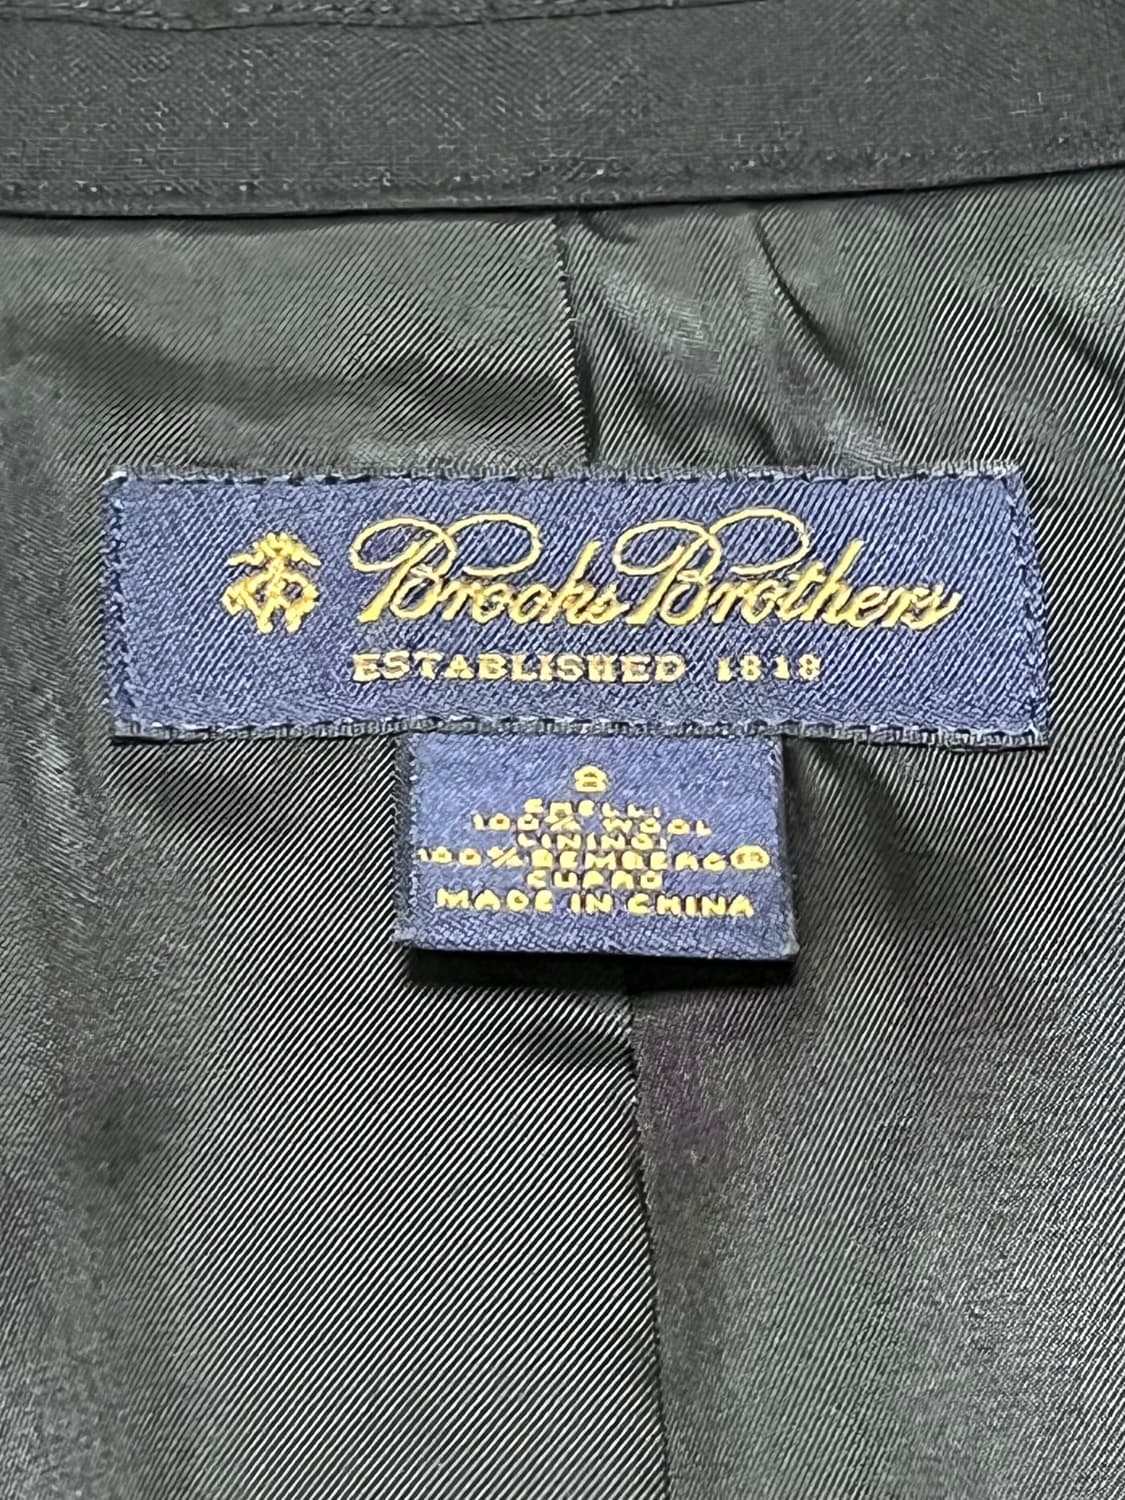 Brooks Brothers
ESTABLISHED 1818
8
SHELL:
100% WOOL
LINING:
100% BEMBERG®
CUPRO
MADE IN CHINA